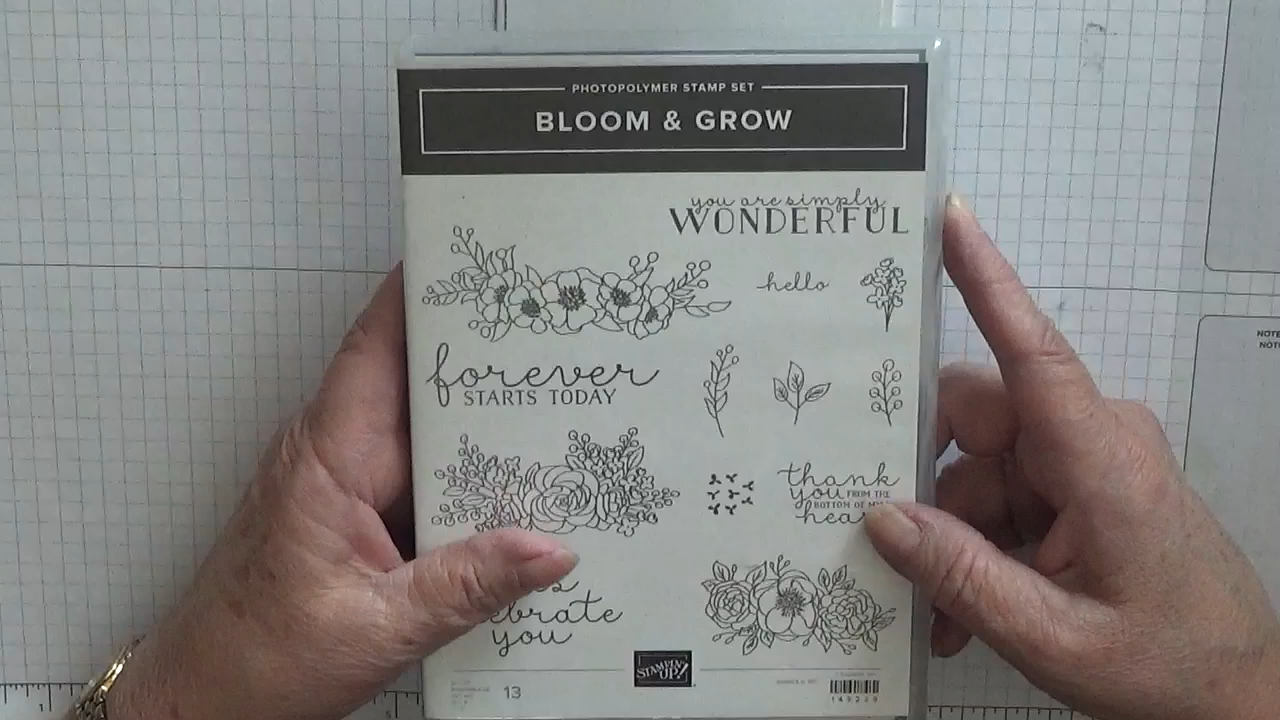 PHOTOPOLYMER STAMP SET
BLOOM & GROW
you are simply
WONDERFUL
hello
forever
STARTS TODAY
thank
you FROM THE
BOTTOM OF
you
STAMPIN' UP!
13